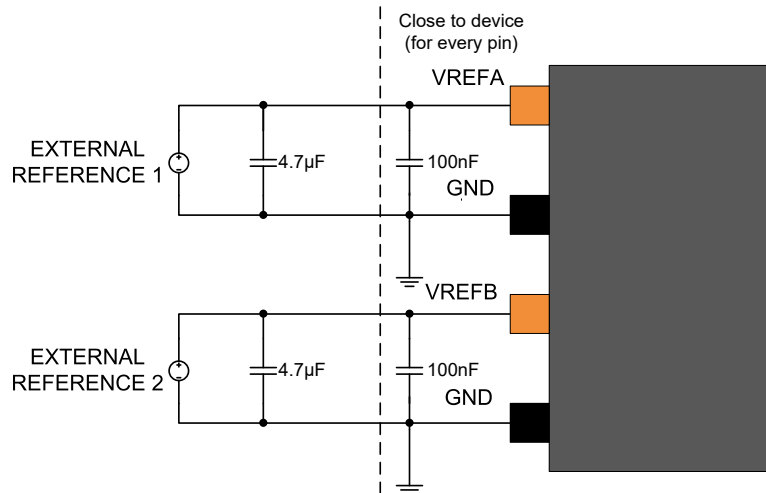 Close to device
(for every pin)
VREFA
EXTERNAL
REFERENCE 1
4.7µF
100nF
GND
VREFB
EXTERNAL
REFERENCE 2
4.7µF
100nF
GND